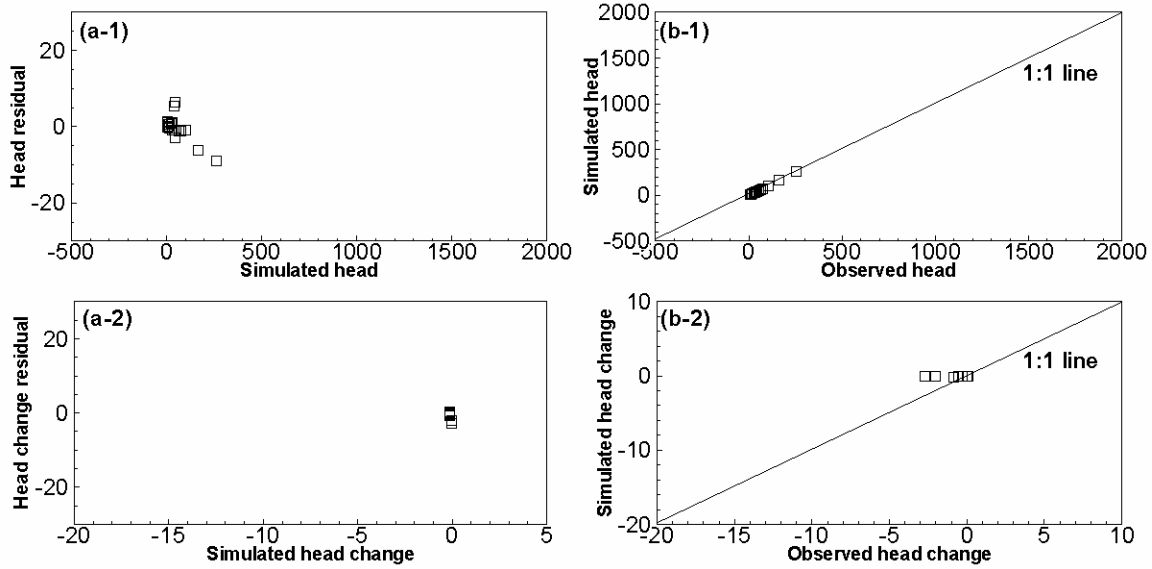 (a-1)
Head residual
20
0
-20
-500
0
500
1000
1500
2000
Simulated head
(b-1)
Simulated head
2000
1500
1000
500
0
-500
1:1 line
-500
0
500
1000
1500
2000
Observed head
(a-2)
Head change residual
20
0
-20
-20
-15
-10
-5
0
5
Simulated head change
(b-2)
Simulated head change
10
0
-10
-20
1:1 line
-20
-15
-10
-5
0
5
10
Observed head change